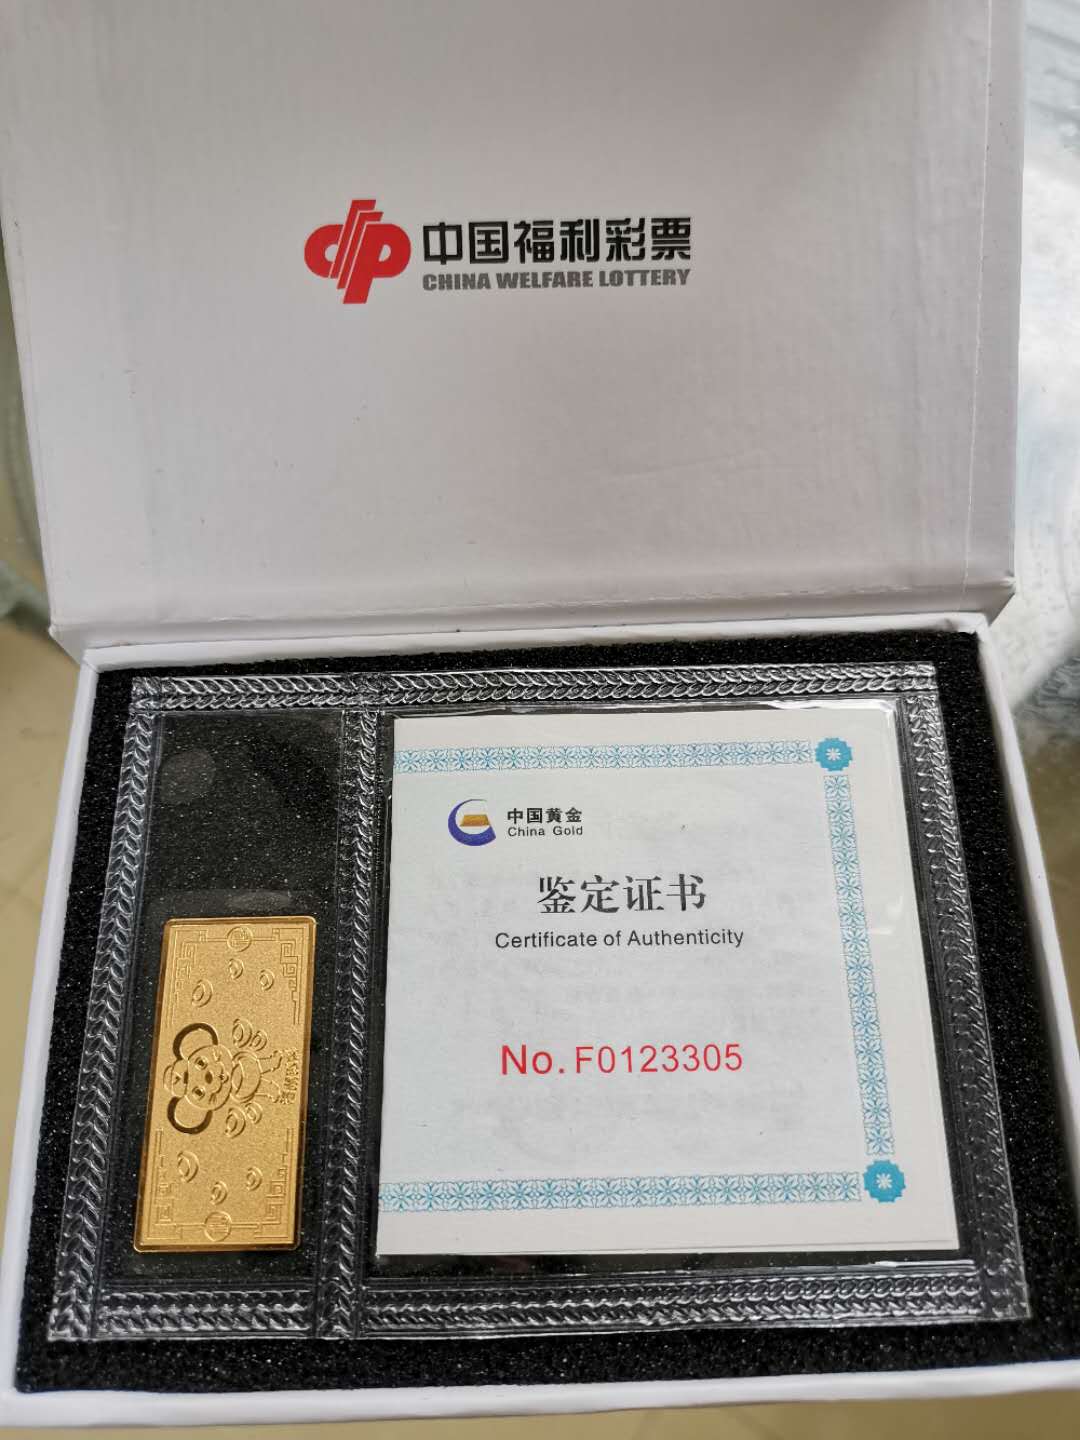 中国福利彩票
CHINA WELFARE LOTTERY
中国黄金
China Gold
鉴定证书
Certificate of Authenticity
No. F0123305